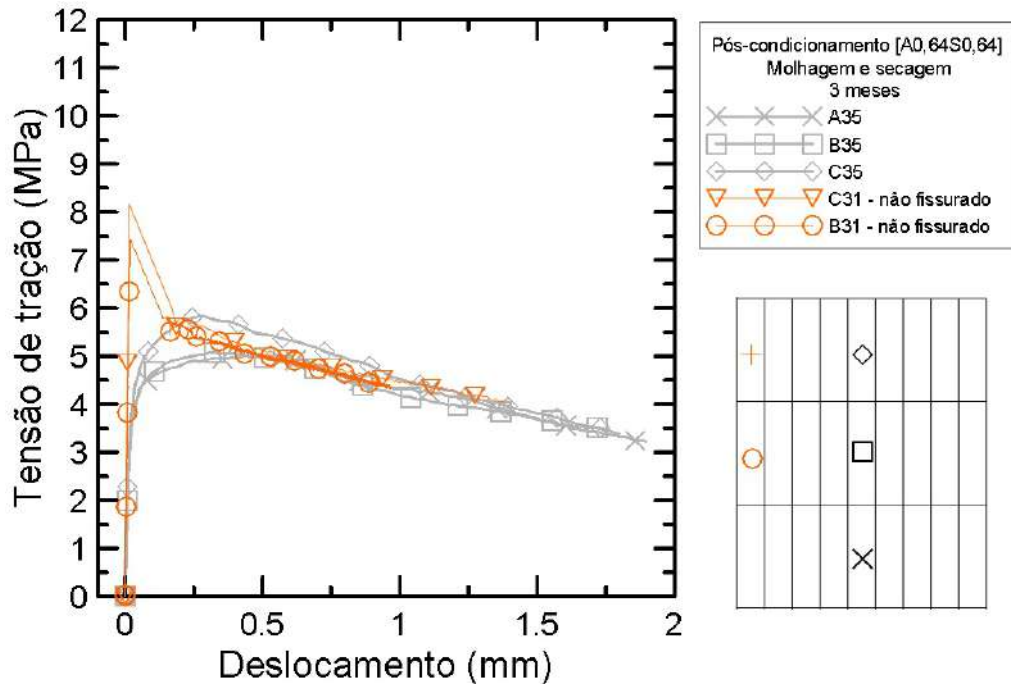 Tensão de tração (MPa)
12
11
10
9
8
7
6
5
4
3
2
1
0
0
0.5
1
1.5
2
Deslocamento (mm)
Pós-condicionamento [A0,64S0,64]
Molhagem e secagem
3 meses
A35
B35
C35
C31 - não fissurado
B31 - não fissurado